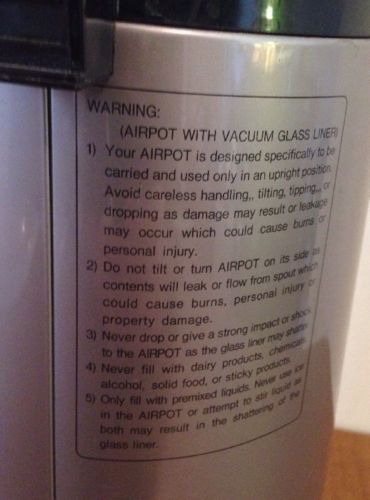 WARNING:
(AIRPOT WITH VACUUM GLASS LINER)
1) Your AIRPOT is designed specifically to be
carried and used only in an upright position.
Avoid careless handling,, tilting, tipping,,, or
dropping as damage may result or leakage
may occur which could cause burns or
personal injury.
2) Do not tilt or turn AIRPOT on its side as
contents will leak or flow from spout which
could cause burns, personal injury or
property damage.
3) Never drop or give a strong impact or shock
to the AIRPOT as the glass liner may shatter.
4) Never fill with dairy products, chemicals,
alcohol, solid food, or sticky products.
5) Only fill with premixed liquids. Never use ice
in the AIRPOT or attempt to stir liquid as
both may result in the shattering of the
glass liner.